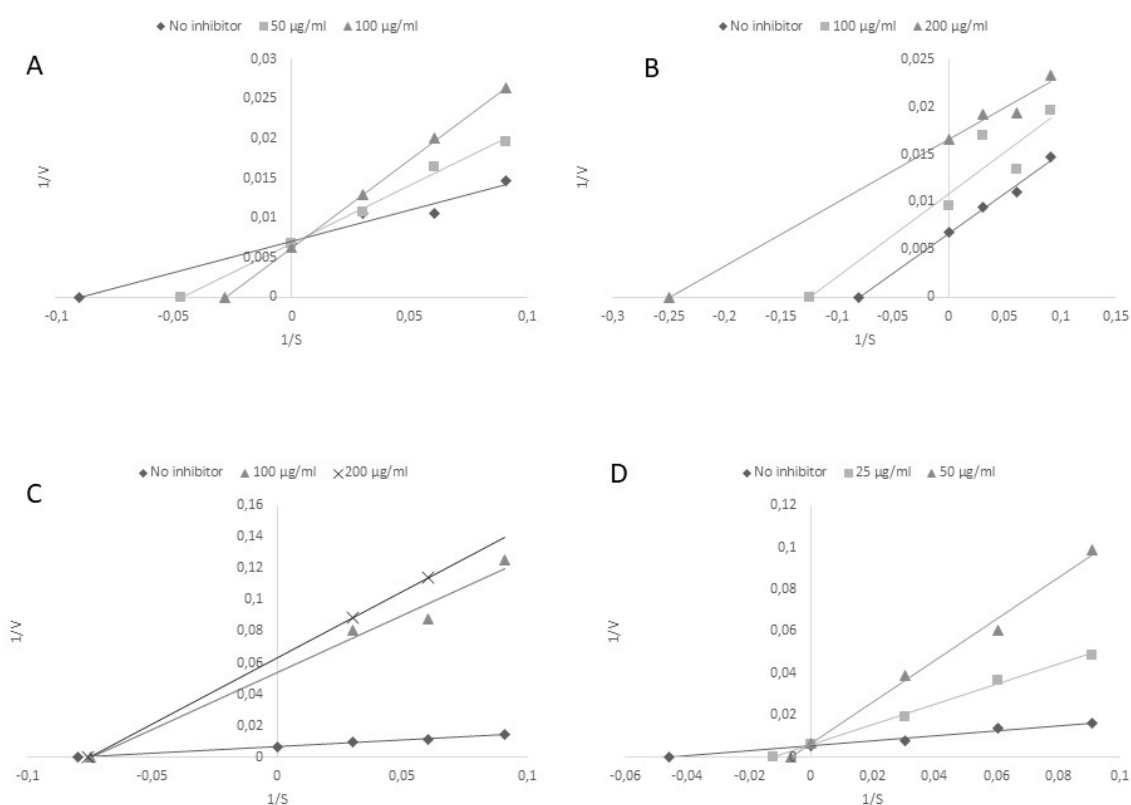 No inhibitor 50 µg/ml 100 µg/ml
A
0,03
0,025
0,02
0,015
0,01
0,005
0
1/V
-0,1 -0,05 0 0,05 0,1
1/S
No inhibitor 100 µg/ml 200 µg/ml
B
0,025
0,02
0,015
0,01
0,005
0
1/V
-0,3 -0,25 -0,2 -0,15 -0,1 -0,05 0 0,05 0,1 0,15
1/S
No inhibitor 100 µg/ml 200 µg/ml
C
0,16
0,14
0,12
0,1
0,08
0,06
0,04
0,02
0
1/V
-0,1 -0,05 0 0,05 0,1
1/S
No inhibitor 25 µg/ml 50 µg/ml
D
0,12
0,1
0,08
0,06
0,04
0,02
0
1/V
-0,06 -0,04 -0,02 0 0,02 0,04 0,06 0,08 0,1
1/S